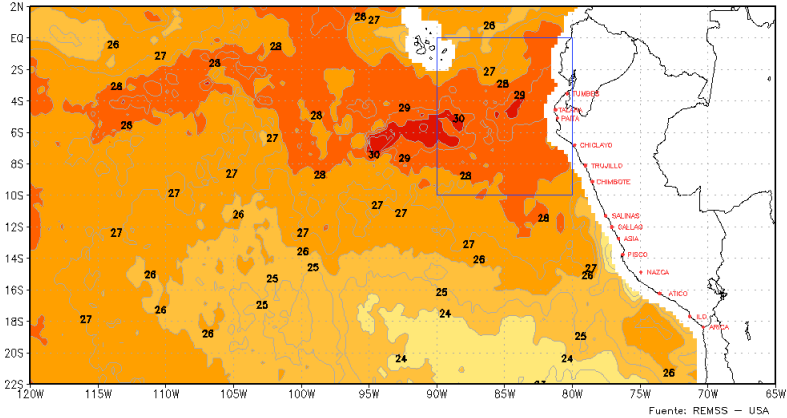 2N
EQ
2S
4S
6S
8S
10S
12S
14S
16S
18S
20S
22S
26 27 26
26 27 28 28
27
28 28 29
28 28 29 30
27 30 29
27 28 28
27 26 27 27 28
27 27 27
26 26 27
26 25 25 26
25 25
26 24
27 26 25
24 24
26
TUMBES
TALARA
PAITA
CHICLAYO
TRUJILLO
CHIMBOTE
SALINAS
CALLAO
ASIA
PISCO
NAZCA
ATICO
ILO
ARICA
120W 115W 110W 105W 100W 95W 90W 85W 80W 75W 70W 65W
Fuente: REMSS – USA